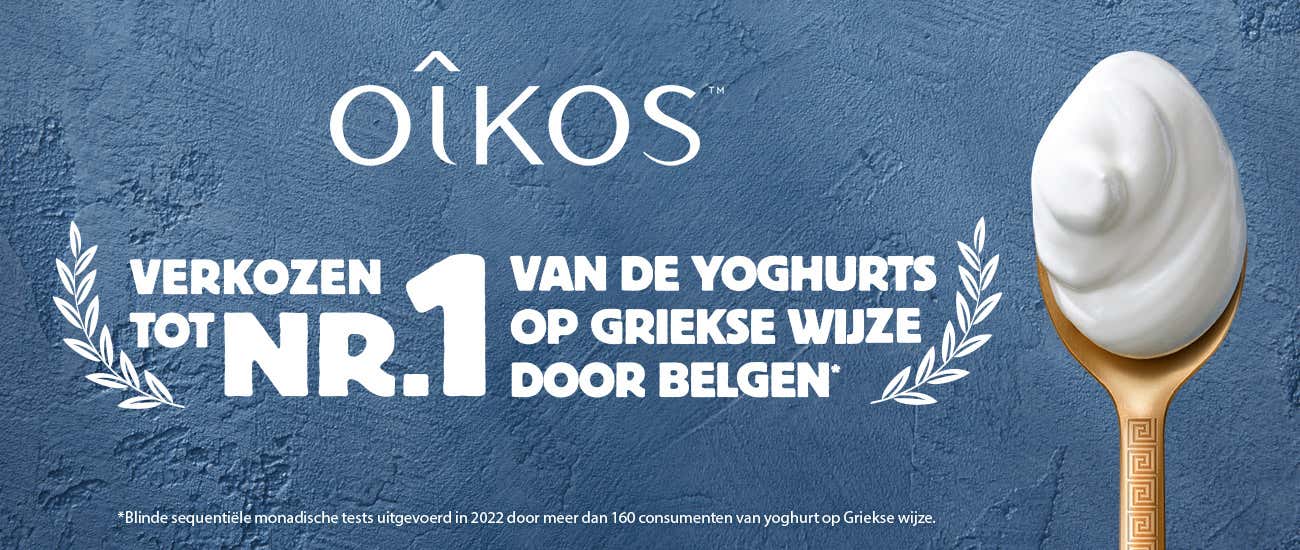 OÎKOS™
VERKOZEN TOT NR.1
VAN DE YOGHURTS
OP GRIEKSE WIJZE
DOOR BELGEN*
*Blinde sequentiële monadische tests uitgevoerd in 2022 door meer dan 160 consumenten van yoghurt op Griekse wijze.